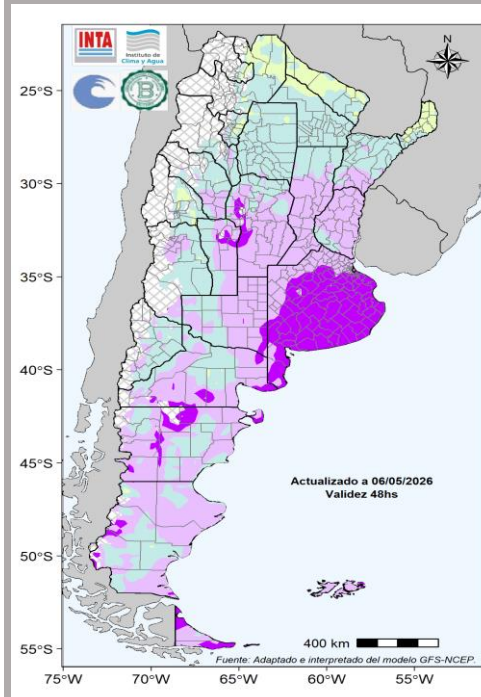 INTA
Instituto de
Clima y Agua
B
N
25°S
30°S
35°S
40°S
45°S
50°S
55°S
Actualizado a 06/05/2026
Validez 48hs
400 km
Fuente: Adaptado e interpretado del modelo GFS-NCEP.
75°W
70°W
65°W
60°W
55°W